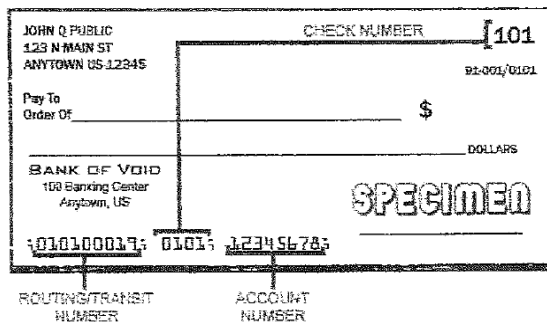 JOHN Q PUBLIC
123 N MAIN ST
ANYTOWN US 12345
CHECK NUMBER
101
91-001/0101
Pay To
Order Of
$
DOLLARS
BANK OF VOID
100 Banking Center
Anytown, US
SPECIMEN
010100019 0101 12345678
ROUTING/TRANSIT
NUMBER
ACCOUNT
NUMBER